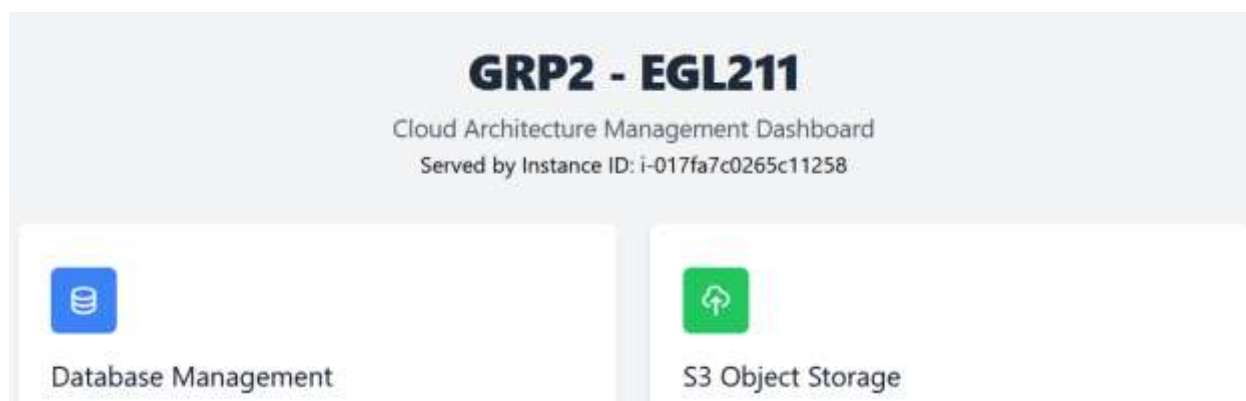 GRP2 - EGL211
Cloud Architecture Management Dashboard
Served by Instance ID: i-017fa7c0265c11258
Database Management
S3 Object Storage